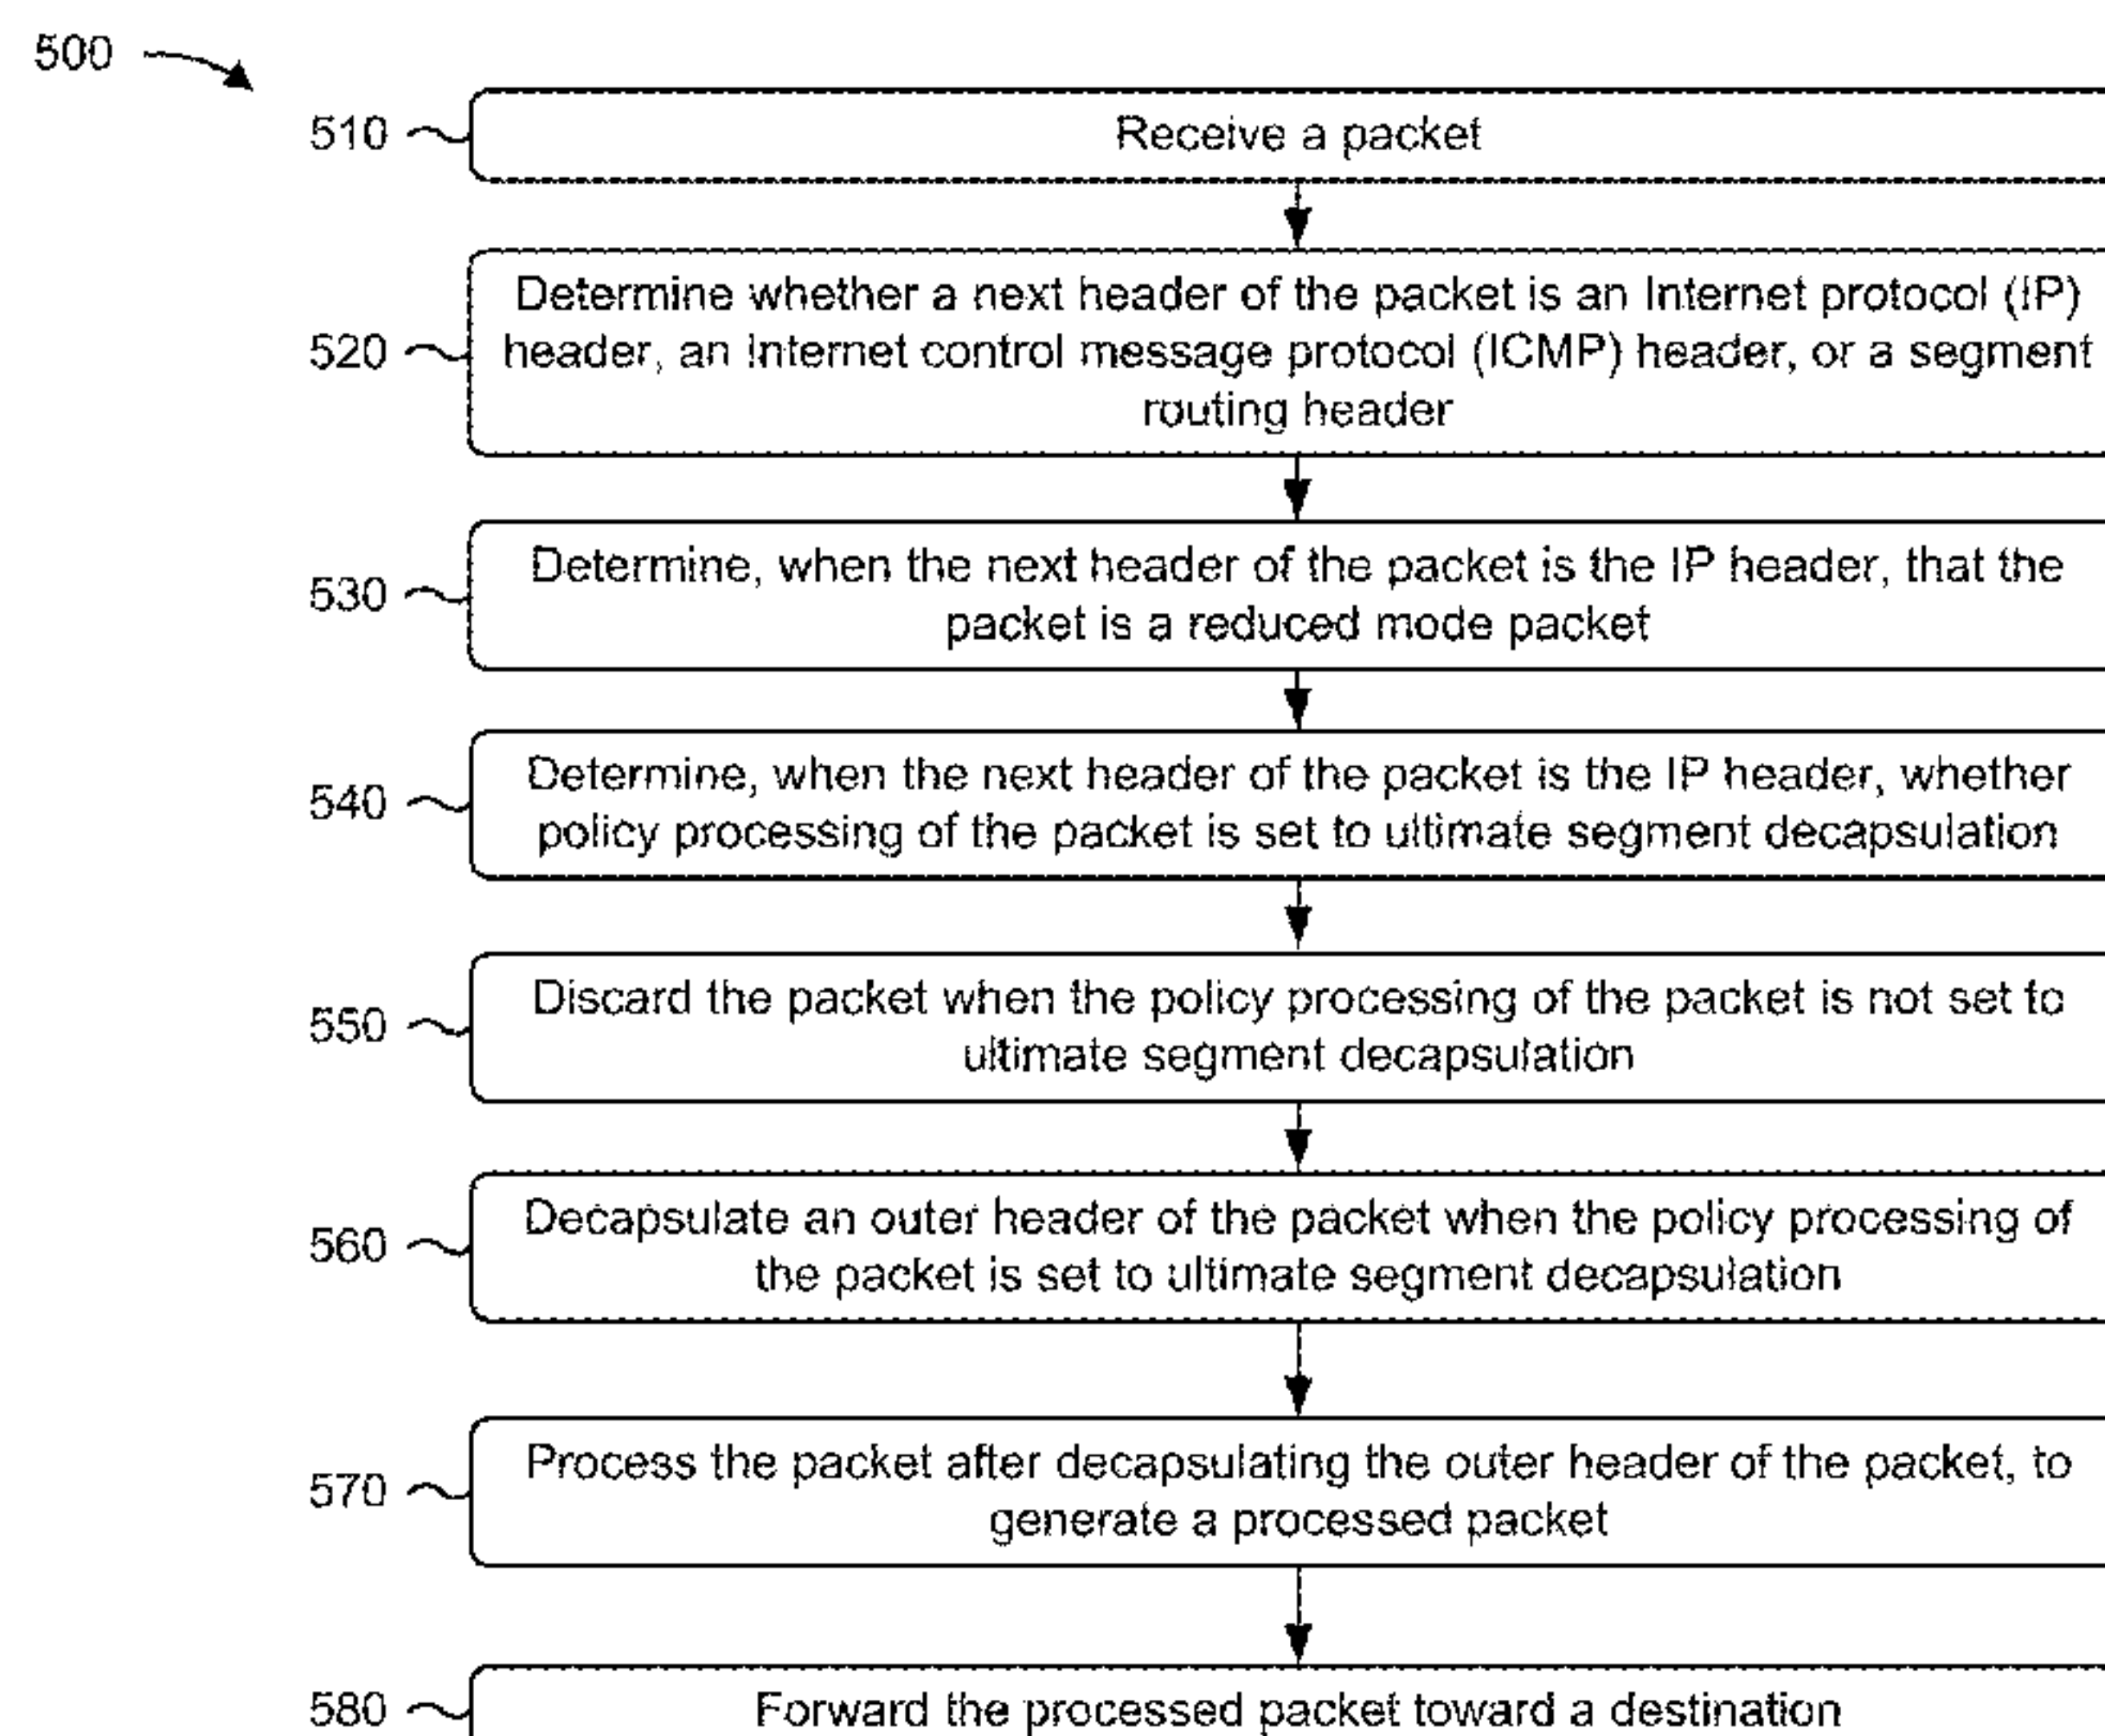 500
510
Receive a packet
520
Determine whether a next header of the packet is an Internet protocol (IP)
header, an Internet control message protocol (ICMP) header, or a segment
routing header
530
Determine, when the next header of the packet is the IP header, that the
packet is a reduced mode packet
540
Determine, when the next header of the packet is the IP header, whether
policy processing of the packet is set to ultimate segment decapsulation
550
Discard the packet when the policy processing of the packet is not set to
ultimate segment decapsulation
560
Decapsulate an outer header of the packet when the policy processing of
the packet is set to ultimate segment decapsulation
570
Process the packet after decapsulating the outer header of the packet, to
generate a processed packet
580
Forward the processed packet toward a destination